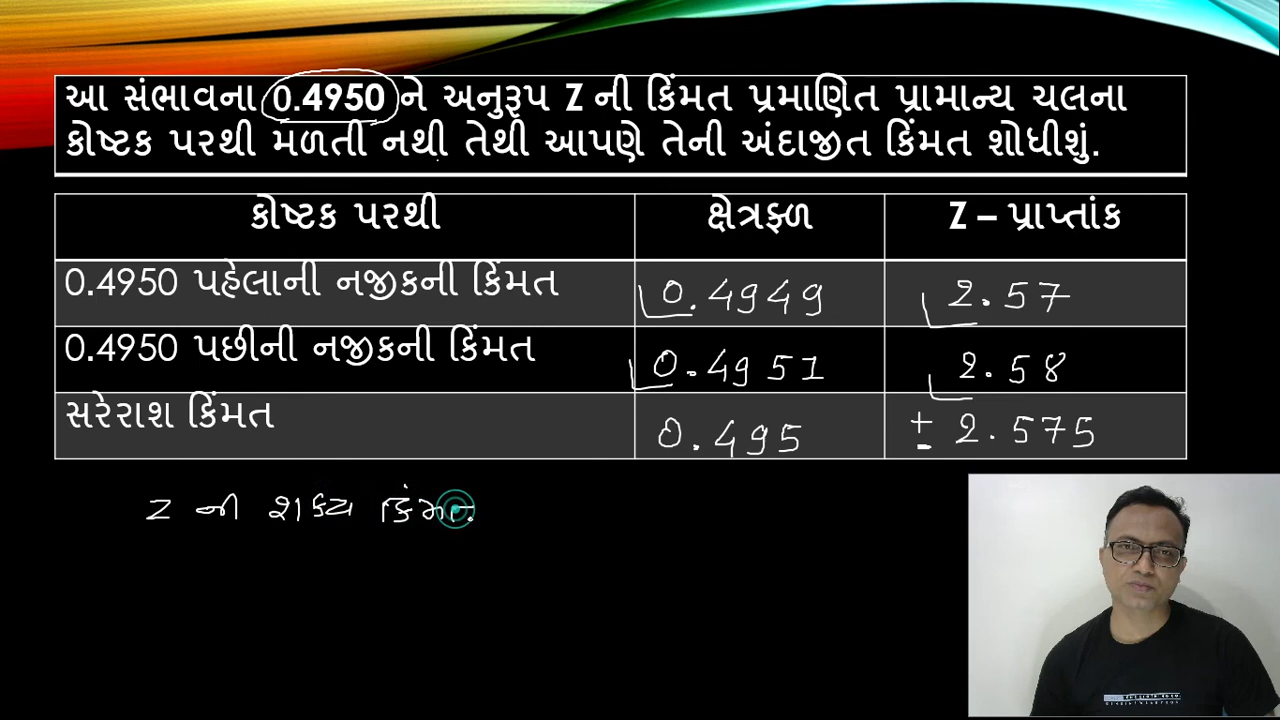 આ સંભાવના 0.4950 ને અનુરૂપ Z ની કિંમત પ્રમાણિત પ્રામાન્ય ચલના
કોષ્ટક પરથી મળતી નથી તેથી આપણે તેની અંદાજીત કિંમત શોધીશું.
કોષ્ટક પરથી ક્ષેત્રફ્ળ Z – પ્રાપ્તાંક
0.4950 પહેલાની નજીકની કિંમત 0.4949 2.57
0.4950 પછીની નજીકની કિંમત 0.4951 2.58
સરેરાશ કિંમત 0.495 ± 2.575
Z ની શક્ય કિંમત